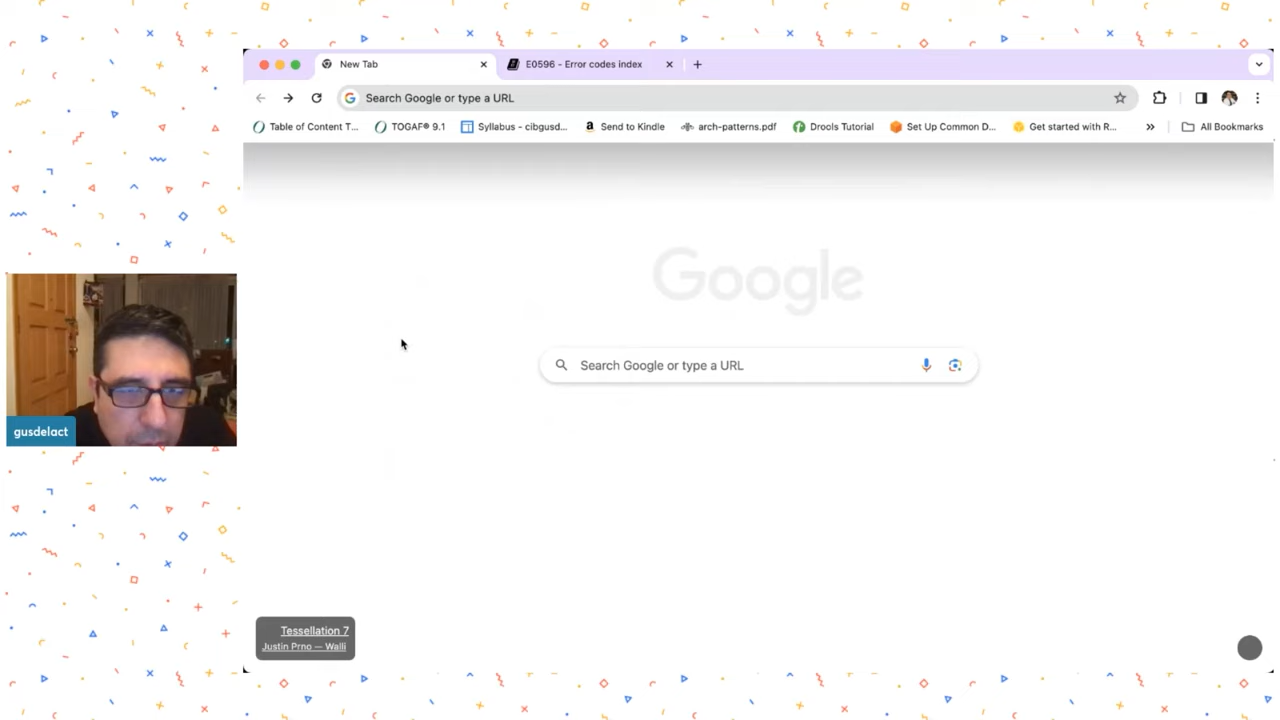 New Tab
E0596 - Error codes index
Search Google or type a URL
Table of Content T...
TOGAF® 9.1
Syllabus - cibgusd...
Send to Kindle
arch-patterns.pdf
Drools Tutorial
Set Up Common D...
Get started with R...
All Bookmarks
Google
Search Google or type a URL
gusdelact
Tessellation 7
Justin Prno — Walli